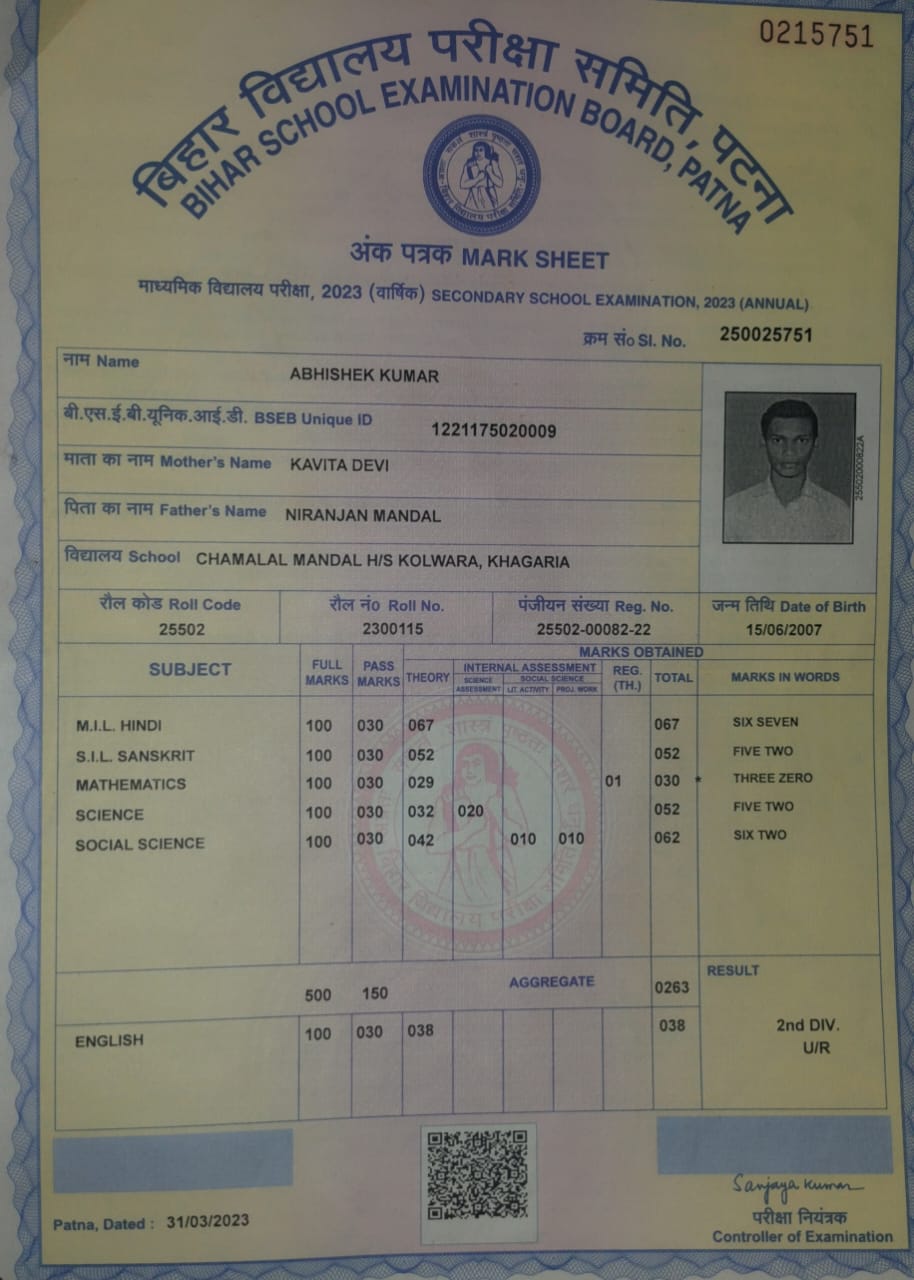 0215751
बिहार विद्यालय परीक्षा समिति, पटना
BIHAR SCHOOL EXAMINATION BOARD, PATNA
अंक पत्रक MARK SHEET
माध्यमिक विद्यालय परीक्षा, 2023 (वार्षिक) SECONDARY SCHOOL EXAMINATION, 2023 (ANNUAL)
क्रम सं० Sl. No. 250025751
नाम Name ABHISHEK KUMAR
बी.एस.ई.बी.यूनिक.आई.डी. BSEB Unique ID 1221175020009
माता का नाम Mother's Name KAVITA DEVI
पिता का नाम Father's Name NIRANJAN MANDAL
विद्यालय School CHAMALAL MANDAL H/S KOLWARA, KHAGARIA
255020000822A
रौल कोड Roll Code रौल नं० Roll No. पंजीयन संख्या Reg. No. जन्म तिथि Date of Birth
25502 2300115 25502-00082-22 15/06/2007
SUBJECT FULL MARKS PASS MARKS MARKS OBTAINED
THEORY INTERNAL ASSESSMENT REG. (TH.) TOTAL MARKS IN WORDS
SCIENCE ASSESSMENT SOCIAL SCIENCE
LIT. ACTIVITY PROJ. WORK
M.I.L. HINDI 100 030 067 067 SIX SEVEN
S.I.L. SANSKRIT 100 030 052 052 FIVE TWO
MATHEMATICS 100 030 029 01 030 * THREE ZERO
SCIENCE 100 030 032 020 052 FIVE TWO
SOCIAL SCIENCE 100 030 042 010 010 062 SIX TWO
500 150 AGGREGATE 0263 RESULT
ENGLISH 100 030 038 038 2nd DIV.
U/R
Patna, Dated : 31/03/2023
Sanjaya Kumar
परीक्षा नियंत्रक
Controller of Examination